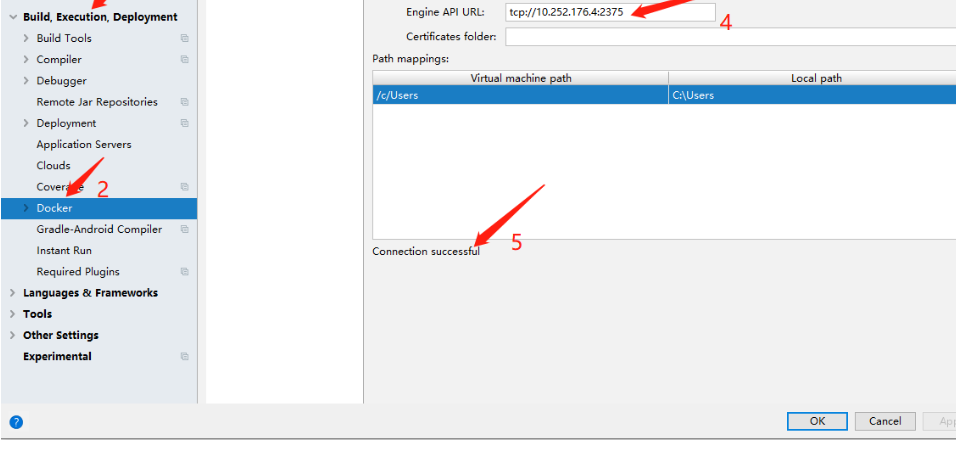 Build, Execution, Deployment
Build Tools
Compiler
Debugger
Remote Jar Repositories
Deployment
Application Servers
Clouds
Coverage
2
Docker
Gradle-Android Compiler
Instant Run
Required Plugins
Languages & Frameworks
Tools
Other Settings
Experimental
Engine API URL: tcp://10.252.176.4:2375
4
Certificates folder:
Path mappings:
Virtual machine path Local path
/c/Users C:\Users
5
Connection successful
?
OK Cancel App